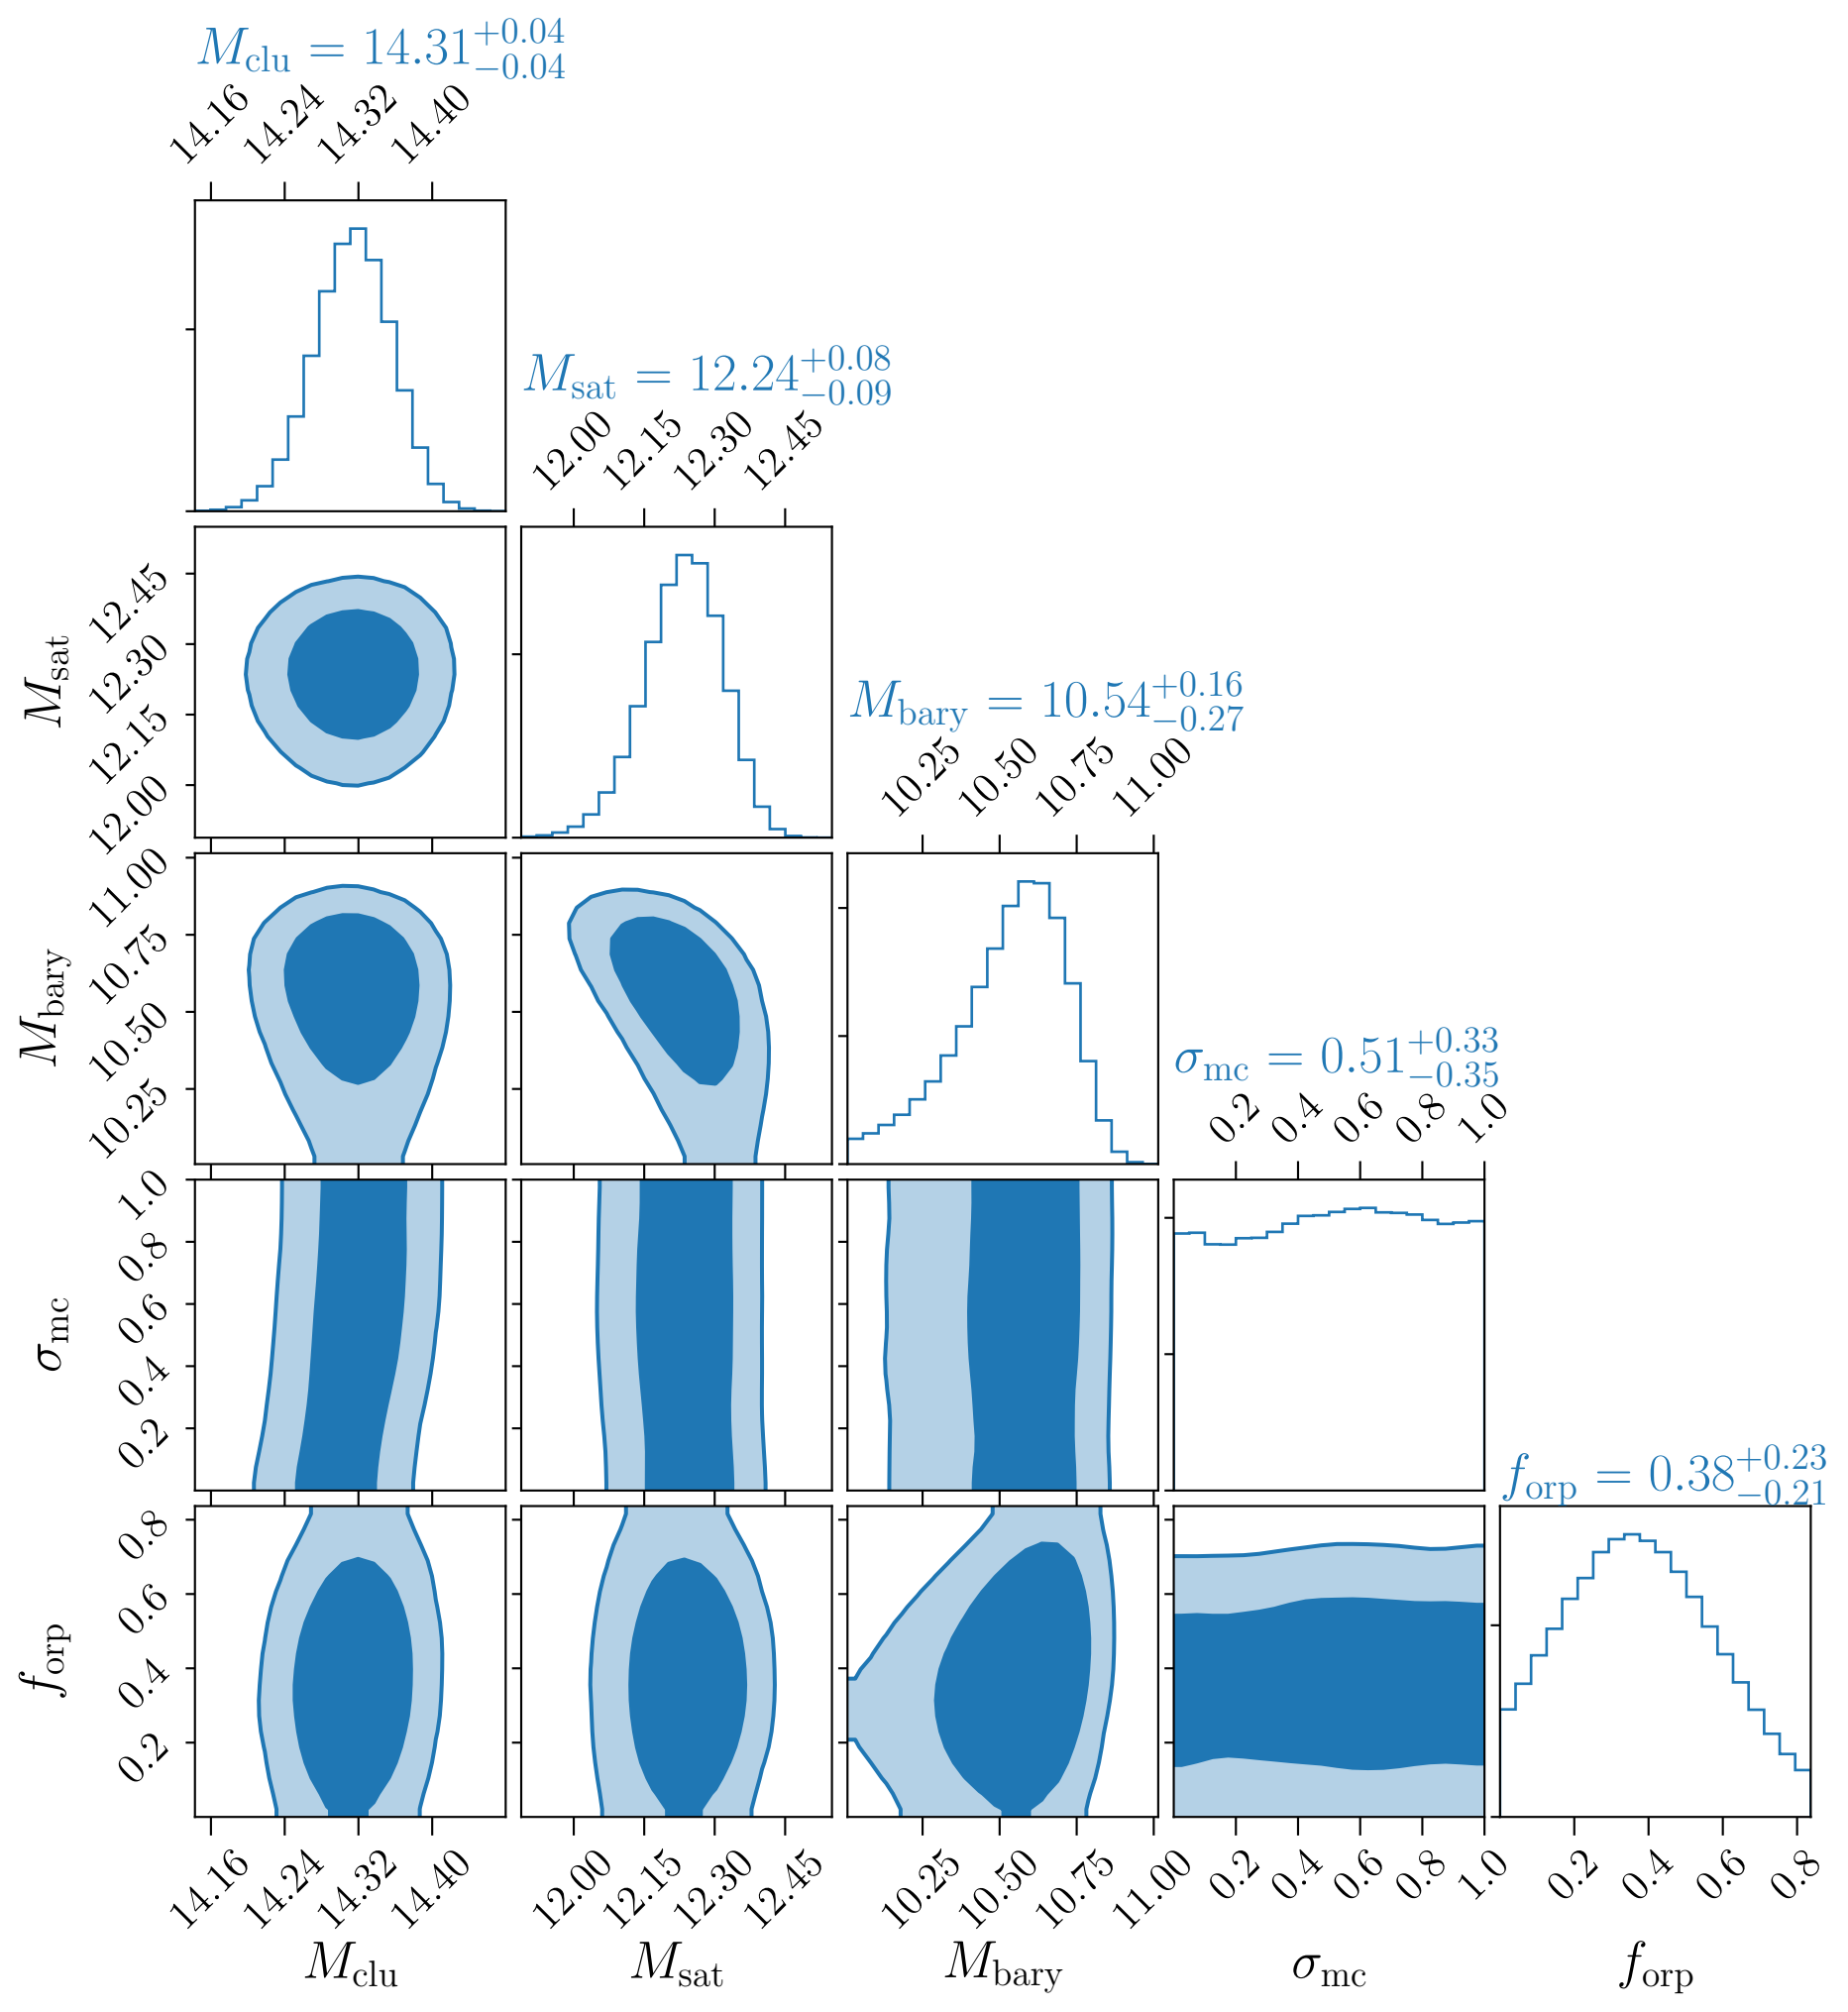 M_clu = 14.31^{+0.04}_{-0.04}
14.16 14.24 14.32 14.40
M_sat = 12.24^{+0.08}_{-0.09}
12.00 12.15 12.30 12.45
M_sat
12.45
12.30
12.15
12.00
M_bary = 10.54^{+0.16}_{-0.27}
10.25 10.50 10.75 11.00
M_bary
11.00
10.75
10.50
10.25
σ_mc = 0.51^{+0.33}_{-0.35}
0.2 0.4 0.6 0.8 1.0
σ_mc
1.0
0.8
0.6
0.4
0.2
f_orp = 0.38^{+0.23}_{-0.21}
f_orp
0.8
0.6
0.4
0.2
14.16 14.24 14.32 14.40 12.00 12.15 12.30 12.45 10.25 10.50 10.75 11.00 0.2 0.4 0.6 0.8 1.0 0.2 0.4 0.6 0.8
M_clu M_sat M_bary σ_mc f_orp